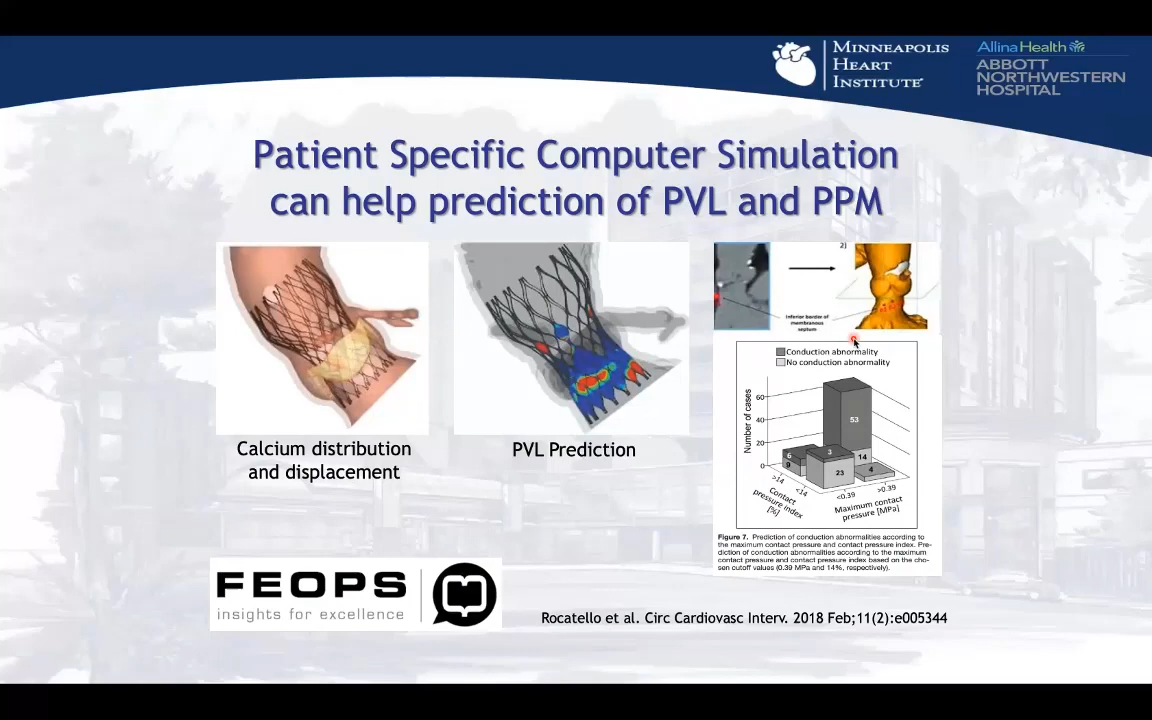 MINNEAPOLIS
HEART
INSTITUTE
AllinaHealth
ABBOTT
NORTHWESTERN
HOSPITAL
Patient Specific Computer Simulation
can help prediction of PVL and PPM
2)
Inferior border of
membranous
septum
Conduction abnormality
No conduction abnormality
Number of cases
60
40
20
0
53
6
3
9
14
23
4
>14
<14
<0.39
>0.39
Contact
pressure index
[%]
Maximum contact
pressure [MPa]
Calcium distribution
and displacement
PVL Prediction
Figure 7. Prediction of conduction abnormalities according to
the maximum contact pressure and contact pressure index. Pre-
diction of conduction abnormalities according to the maximum
contact pressure and contact pressure index based on the cho-
sen cutoff values (0.39 MPa and 14%, respectively).
FEOPS
insights for excellence
Rocatello et al. Circ Cardiovasc Interv. 2018 Feb;11(2):e005344